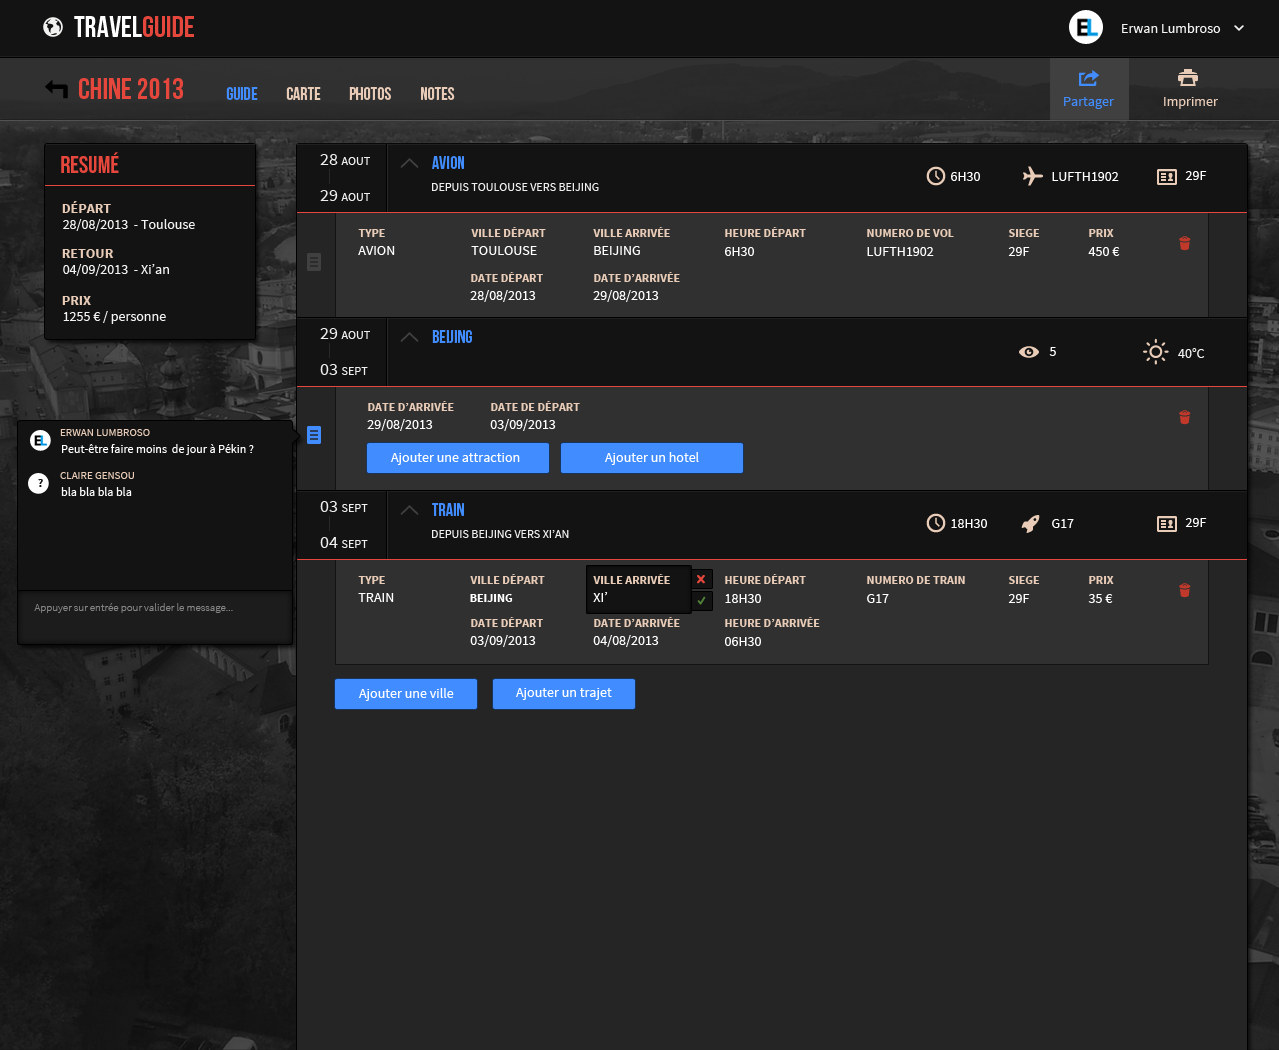 TRAVELGUIDE
EL
Erwan Lumbroso
CHINE 2013
GUIDE CARTE PHOTOS NOTES
Partager
Imprimer
RESUMÉ
DÉPART
28/08/2013 - Toulouse
RETOUR
04/09/2013 - Xi’an
PRIX
1255 € / personne
28 AOUT
29 AOUT
AVION
DEPUIS TOULOUSE VERS BEIJING
6H30 LUFTH1902 29F
TYPE VILLE DÉPART VILLE ARRIVÉE HEURE DÉPART NUMERO DE VOL SIEGE PRIX
AVION TOULOUSE BEIJING 6H30 LUFTH1902 29F 450 €
DATE DÉPART DATE D’ARRIVÉE
28/08/2013 29/08/2013
29 AOUT
03 SEPT
BEIJING
5 40°C
DATE D’ARRIVÉE DATE DE DÉPART
29/08/2013 03/09/2013
Ajouter une attraction Ajouter un hotel
EL
ERWAN LUMBROSO
Peut-être faire moins de jour à Pékin ?
?
CLAIRE GENSOU
bla bla bla bla
Appuyer sur entrée pour valider le message...
03 SEPT
04 SEPT
TRAIN
DEPUIS BEIJING VERS XI’AN
18H30 G17 29F
TYPE VILLE DÉPART VILLE ARRIVÉE HEURE DÉPART NUMERO DE TRAIN SIEGE PRIX
TRAIN BEIJING XI’ 18H30 G17 29F 35 €
DATE DÉPART DATE D’ARRIVÉE HEURE D’ARRIVÉE
03/09/2013 04/08/2013 06H30
Ajouter une ville Ajouter un trajet